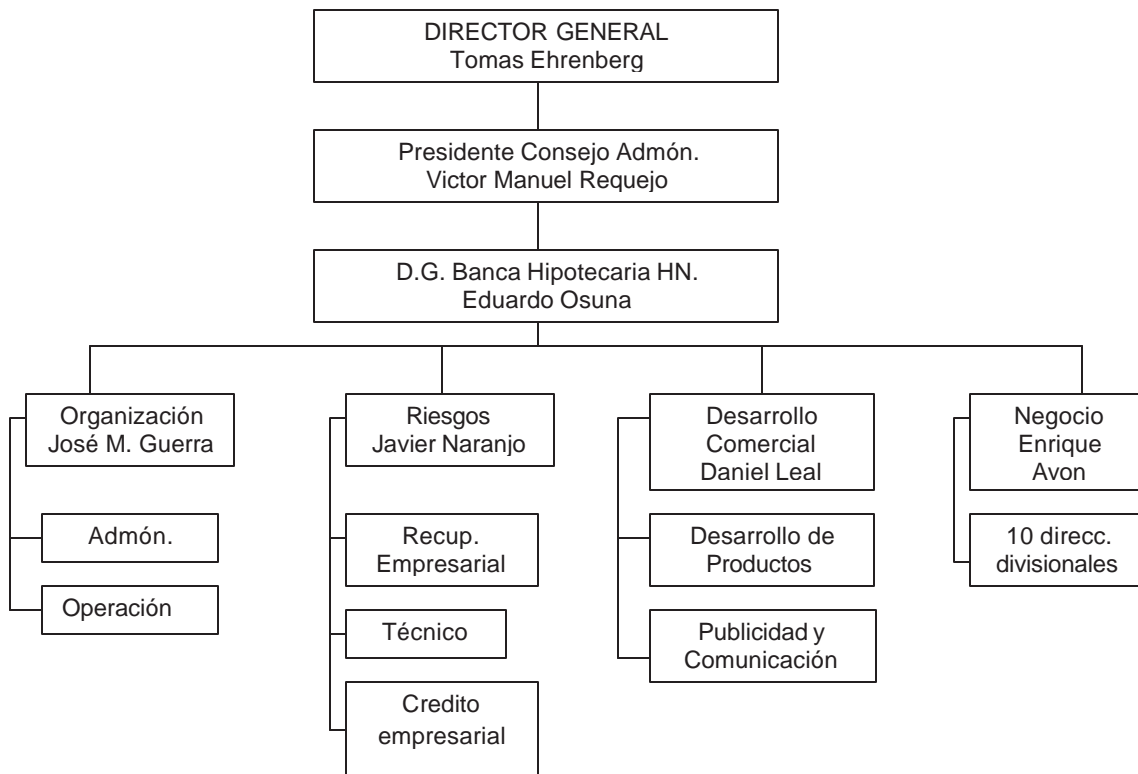 DIRECTOR GENERAL
Tomas Ehrenberg
Presidente Consejo Admón.
Victor Manuel Requejo
D.G. Banca Hipotecaria HN.
Eduardo Osuna
Organización
José M. Guerra
Admón.
Operación
Riesgos
Javier Naranjo
Recup.
Empresarial
Técnico
Credito
empresarial
Desarrollo
Comercial
Daniel Leal
Desarrollo de
Productos
Publicidad y
Comunicación
Negocio
Enrique
Avon
10 direcc.
divisionales